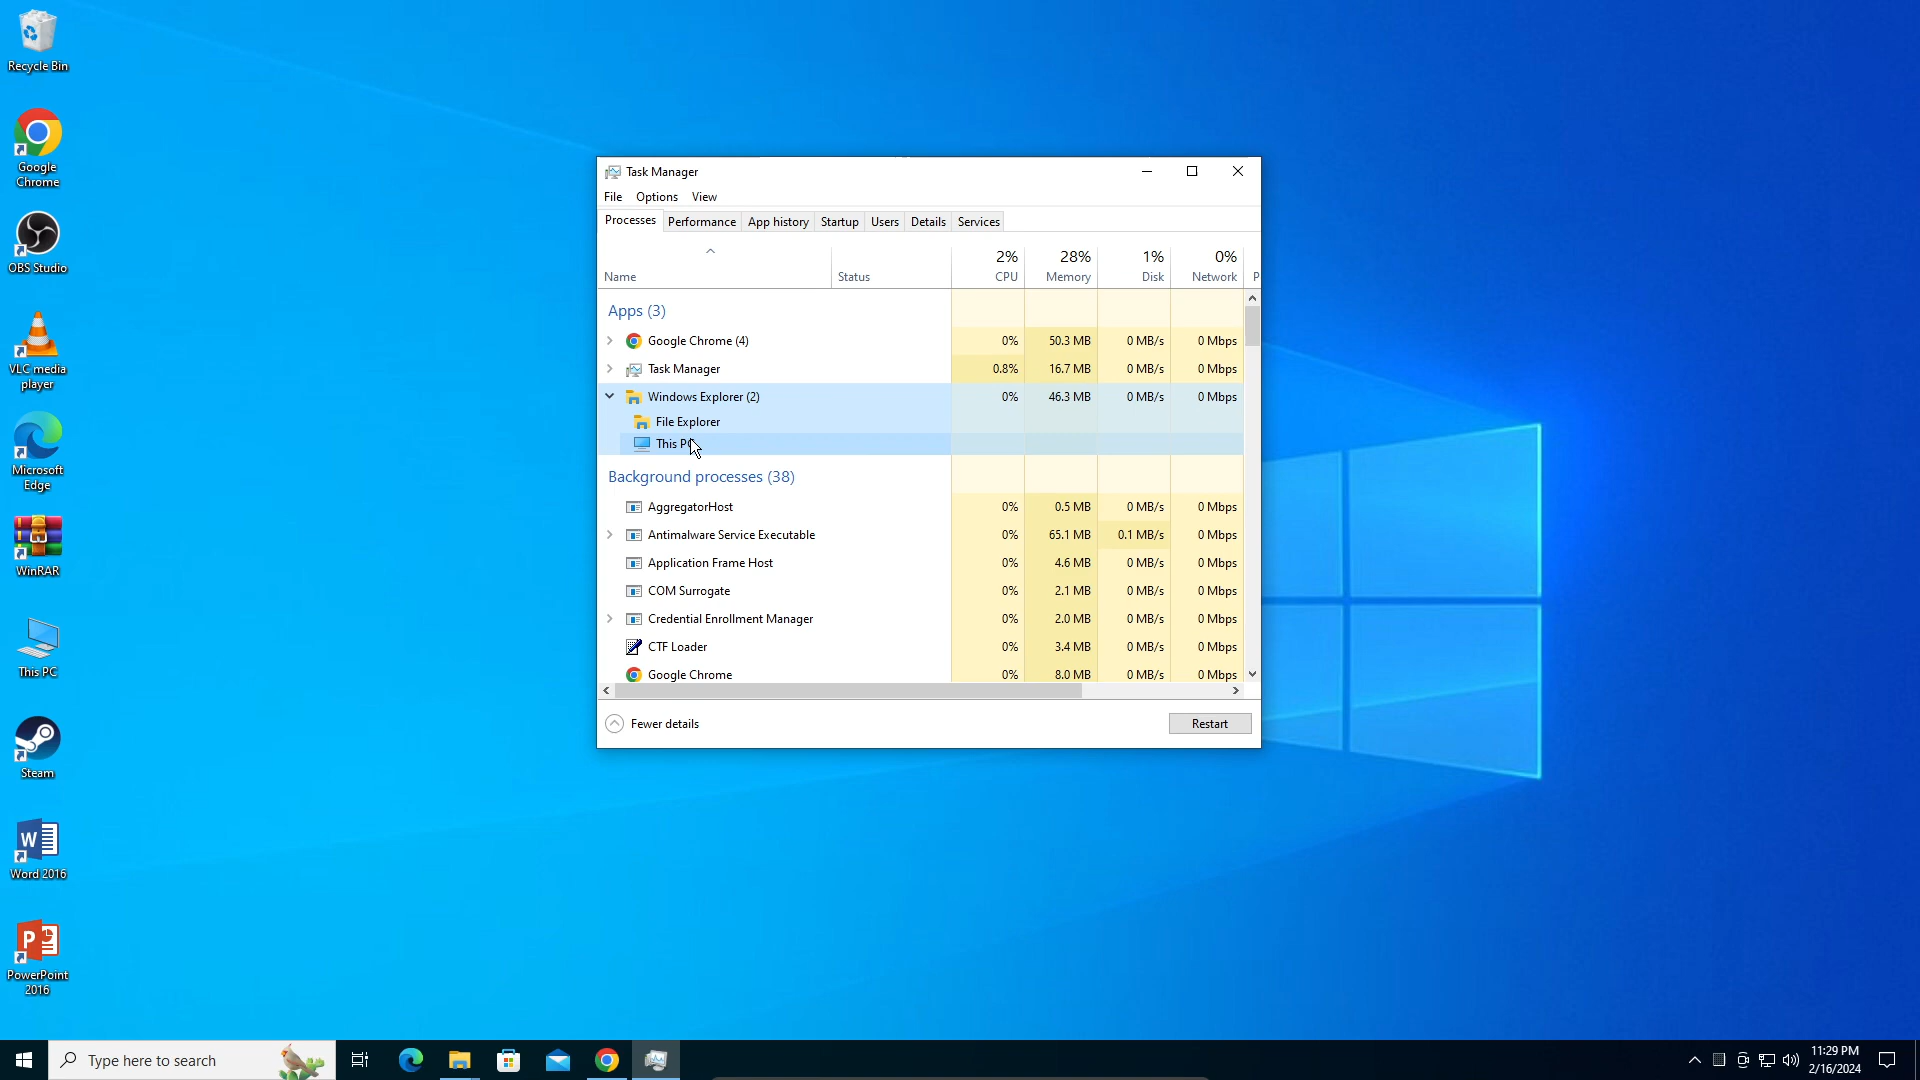 Recycle Bin
Google
Chrome
OBS Studio
VLC media
player
Microsoft
Edge
WinRAR
This PC
Steam
Word 2016
PowerPoint
2016
Task Manager
File Options View
Processes Performance App history Startup Users Details Services
2% 28% 1% 0%
Name Status CPU Memory Disk Network P
Apps (3)
Google Chrome (4) 0% 50.3 MB 0 MB/s 0 Mbps
Task Manager 0.8% 16.7 MB 0 MB/s 0 Mbps
Windows Explorer (2) 0% 46.3 MB 0 MB/s 0 Mbps
File Explorer
This PC
Background processes (38)
AggregatorHost 0% 0.5 MB 0 MB/s 0 Mbps
Antimalware Service Executable 0% 65.1 MB 0.1 MB/s 0 Mbps
Application Frame Host 0% 4.6 MB 0 MB/s 0 Mbps
COM Surrogate 0% 2.1 MB 0 MB/s 0 Mbps
Credential Enrollment Manager 0% 2.0 MB 0 MB/s 0 Mbps
CTF Loader 0% 3.4 MB 0 MB/s 0 Mbps
Google Chrome 0% 8.0 MB 0 MB/s 0 Mbps
Fewer details Restart
Type here to search
11:29 PM
2/16/2024